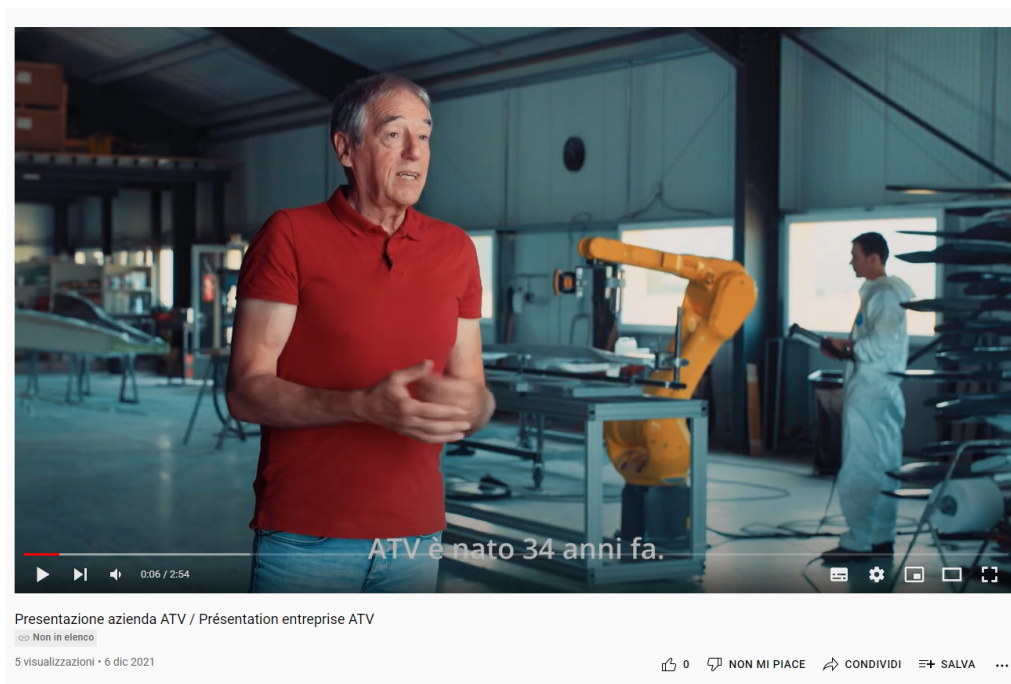 ATV è nato 34 anni fa.
0:06 / 2:54
Presentazione azienda ATV / Présentation entreprise ATV
Non in elenco
5 visualizzazioni • 6 dic 2021
0 NON MI PIACE CONDIVIDI SALVA